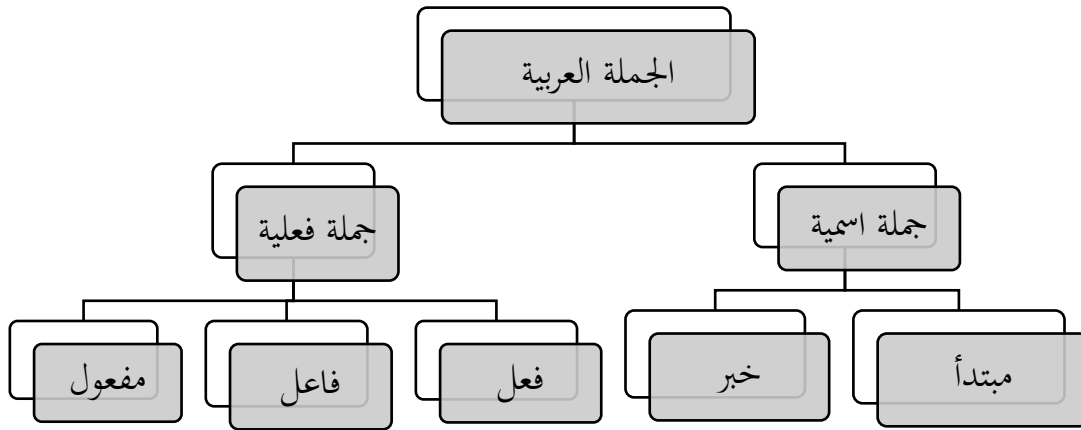 الجملة العربية
جملة اسمية
جملة فعلية
مبتدأ
خبر
فعل
فاعل
مفعول